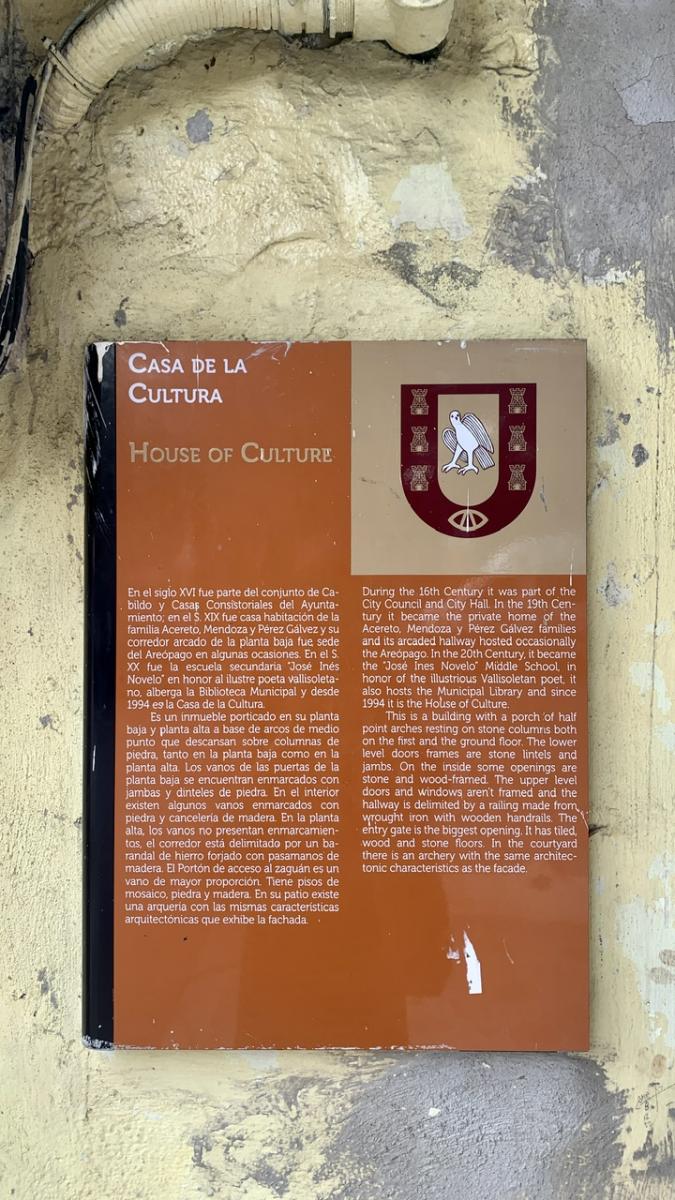 CASA DE LA
CULTURA
HOUSE OF CULTURE
En el siglo XVI fue parte del conjunto de Ca-
bildo y Casas Consistoriales del Ayunta-
miento; en el S. XIX fue casa habitación de la
familia Acereto, Mendoza y Pérez Gálvez y su
corredor arcado de la planta baja fue sede
del Areópago en algunas ocasiones. En el S.
XX fue la escuela secundaria "José Inés
Novelo" en honor al ilustre poeta vallisoleta-
no, alberga la Biblioteca Municipal y desde
1994 es la Casa de la Cultura.
Es un inmueble porticado en su planta
baja y planta alta a base de arcos de medio
punto que descansan sobre columnas de
piedra, tanto en la planta baja como en la
planta alta. Los vanos de las puertas de la
planta baja se encuentran enmarcados con
jambas y dinteles de piedra. En el interior
existen algunos vanos enmarcados con
piedra y cancelería de madera. En la planta
alta, los vanos no presentan enmarcamien-
tos, el corredor está delimitado por un ba-
randal de hierro forjado con pasamanos de
madera. El Portón de acceso al zaguán es un
vano de mayor proporción. Tiene pisos de
mosaico, piedra y madera. En su patio existe
una arquería con las mismas características
arquitectónicas que exhibe la fachada.
During the 16th Century it was part of the
City Council and City Hall. In the 19th Cen-
tury it became the private home of the
Acereto, Mendoza y Pérez Gálvez families
and its arcaded hallway hosted occasionally
the Areópago. In the 20th Century, it became
the "José Ines Novelo" Middle School, in
honor of the illustrious Vallisoletan poet, it
also hosts the Municipal Library and since
1994 it is the House of Culture.
This is a building with a porch of half
point arches resting on stone columns both
on the first and the ground floor. The lower
level doors frames are stone lintels and
jambs. On the inside some openings are
stone and wood-framed. The upper level
doors and windows aren't framed and the
hallway is delimited by a railing made from
wrought iron with wooden handrails. The
entry gate is the biggest opening. It has tiled,
wood and stone floors. In the courtyard
there is an archery with the same architec-
tonic characteristics as the facade.